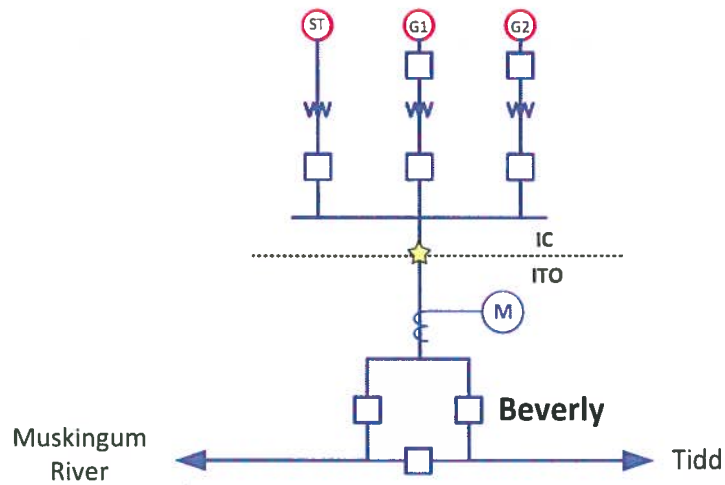 ST
G1
G2
IC
ITO
M
Beverly
Muskingum
River
Tidd